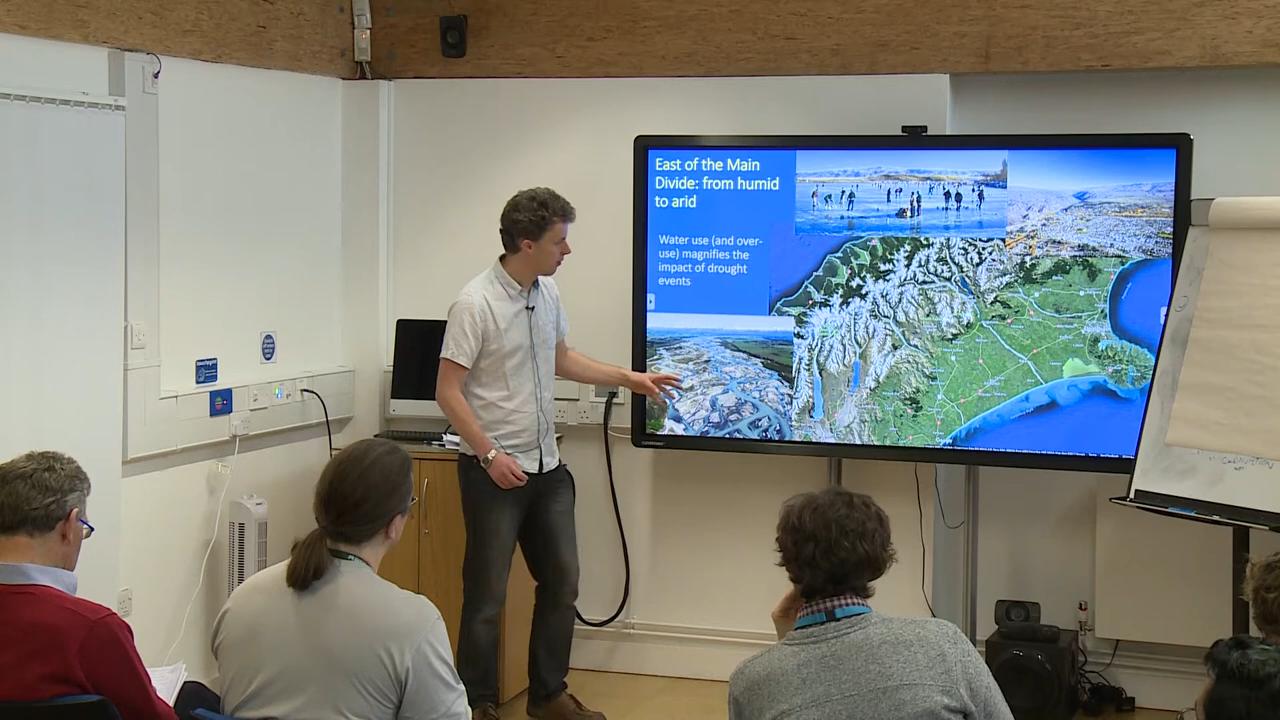 East of the Main
Divide: from humid
to arid
Water use (and over-
use) magnifies the
impact of drought
events